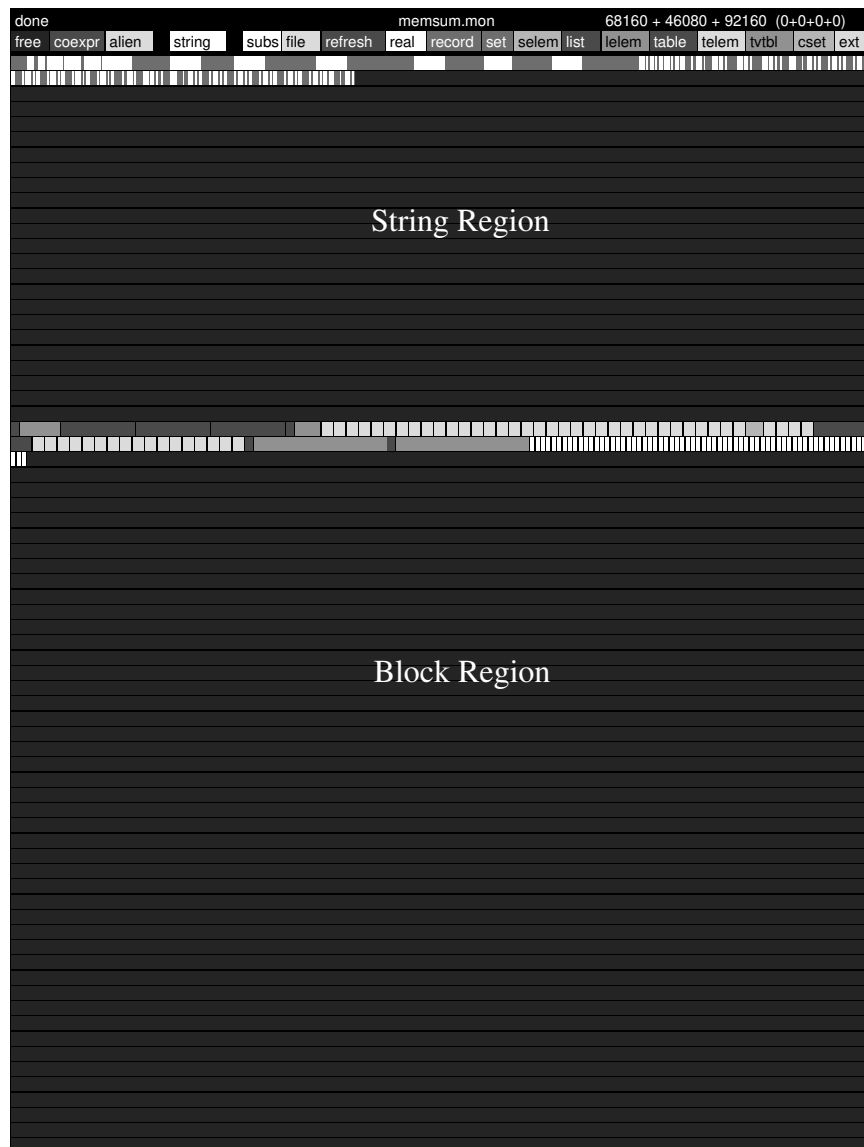 done memsum.mon 68160 + 46080 + 92160 (0+0+0+0)
free coexpr alien string subs file refresh real record set selem list lelem table telem tvtbl cset ext
String Region
Block Region